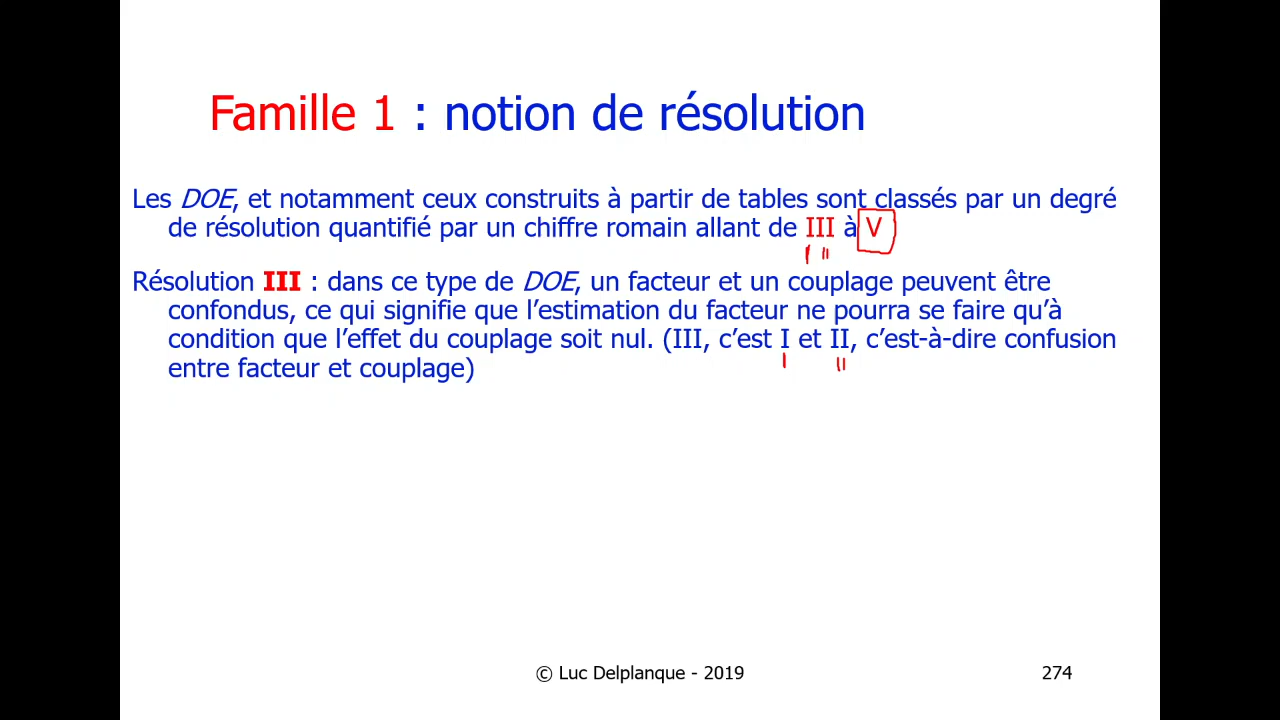 Famille 1 : notion de résolution
Les DOE, et notamment ceux construits à partir de tables sont classés par un degré
de résolution quantifié par un chiffre romain allant de III à V
I II
Résolution III : dans ce type de DOE, un facteur et un couplage peuvent être
confondus, ce qui signifie que l’estimation du facteur ne pourra se faire qu’à
condition que l’effet du couplage soit nul. (III, c’est I et II, c’est-à-dire confusion
I II
entre facteur et couplage)
© Luc Delplanque - 2019
274